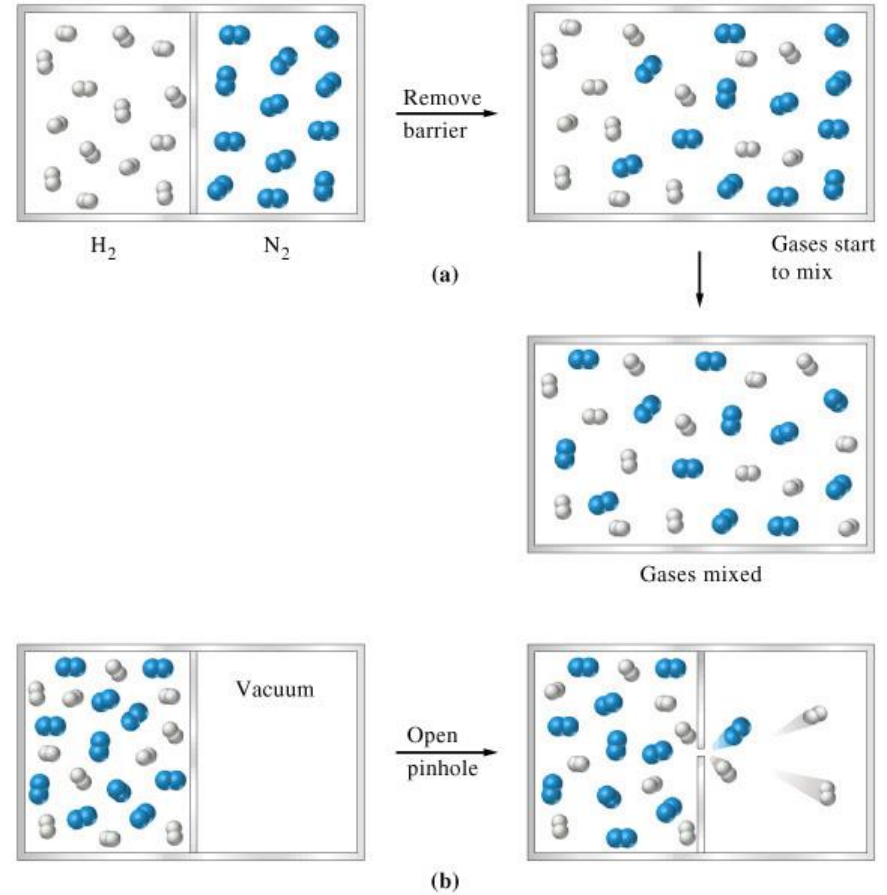 Remove
barrier
H₂
N₂
(a)
Gases start
to mix
Gases mixed
Vacuum
Open
pinhole
(b)